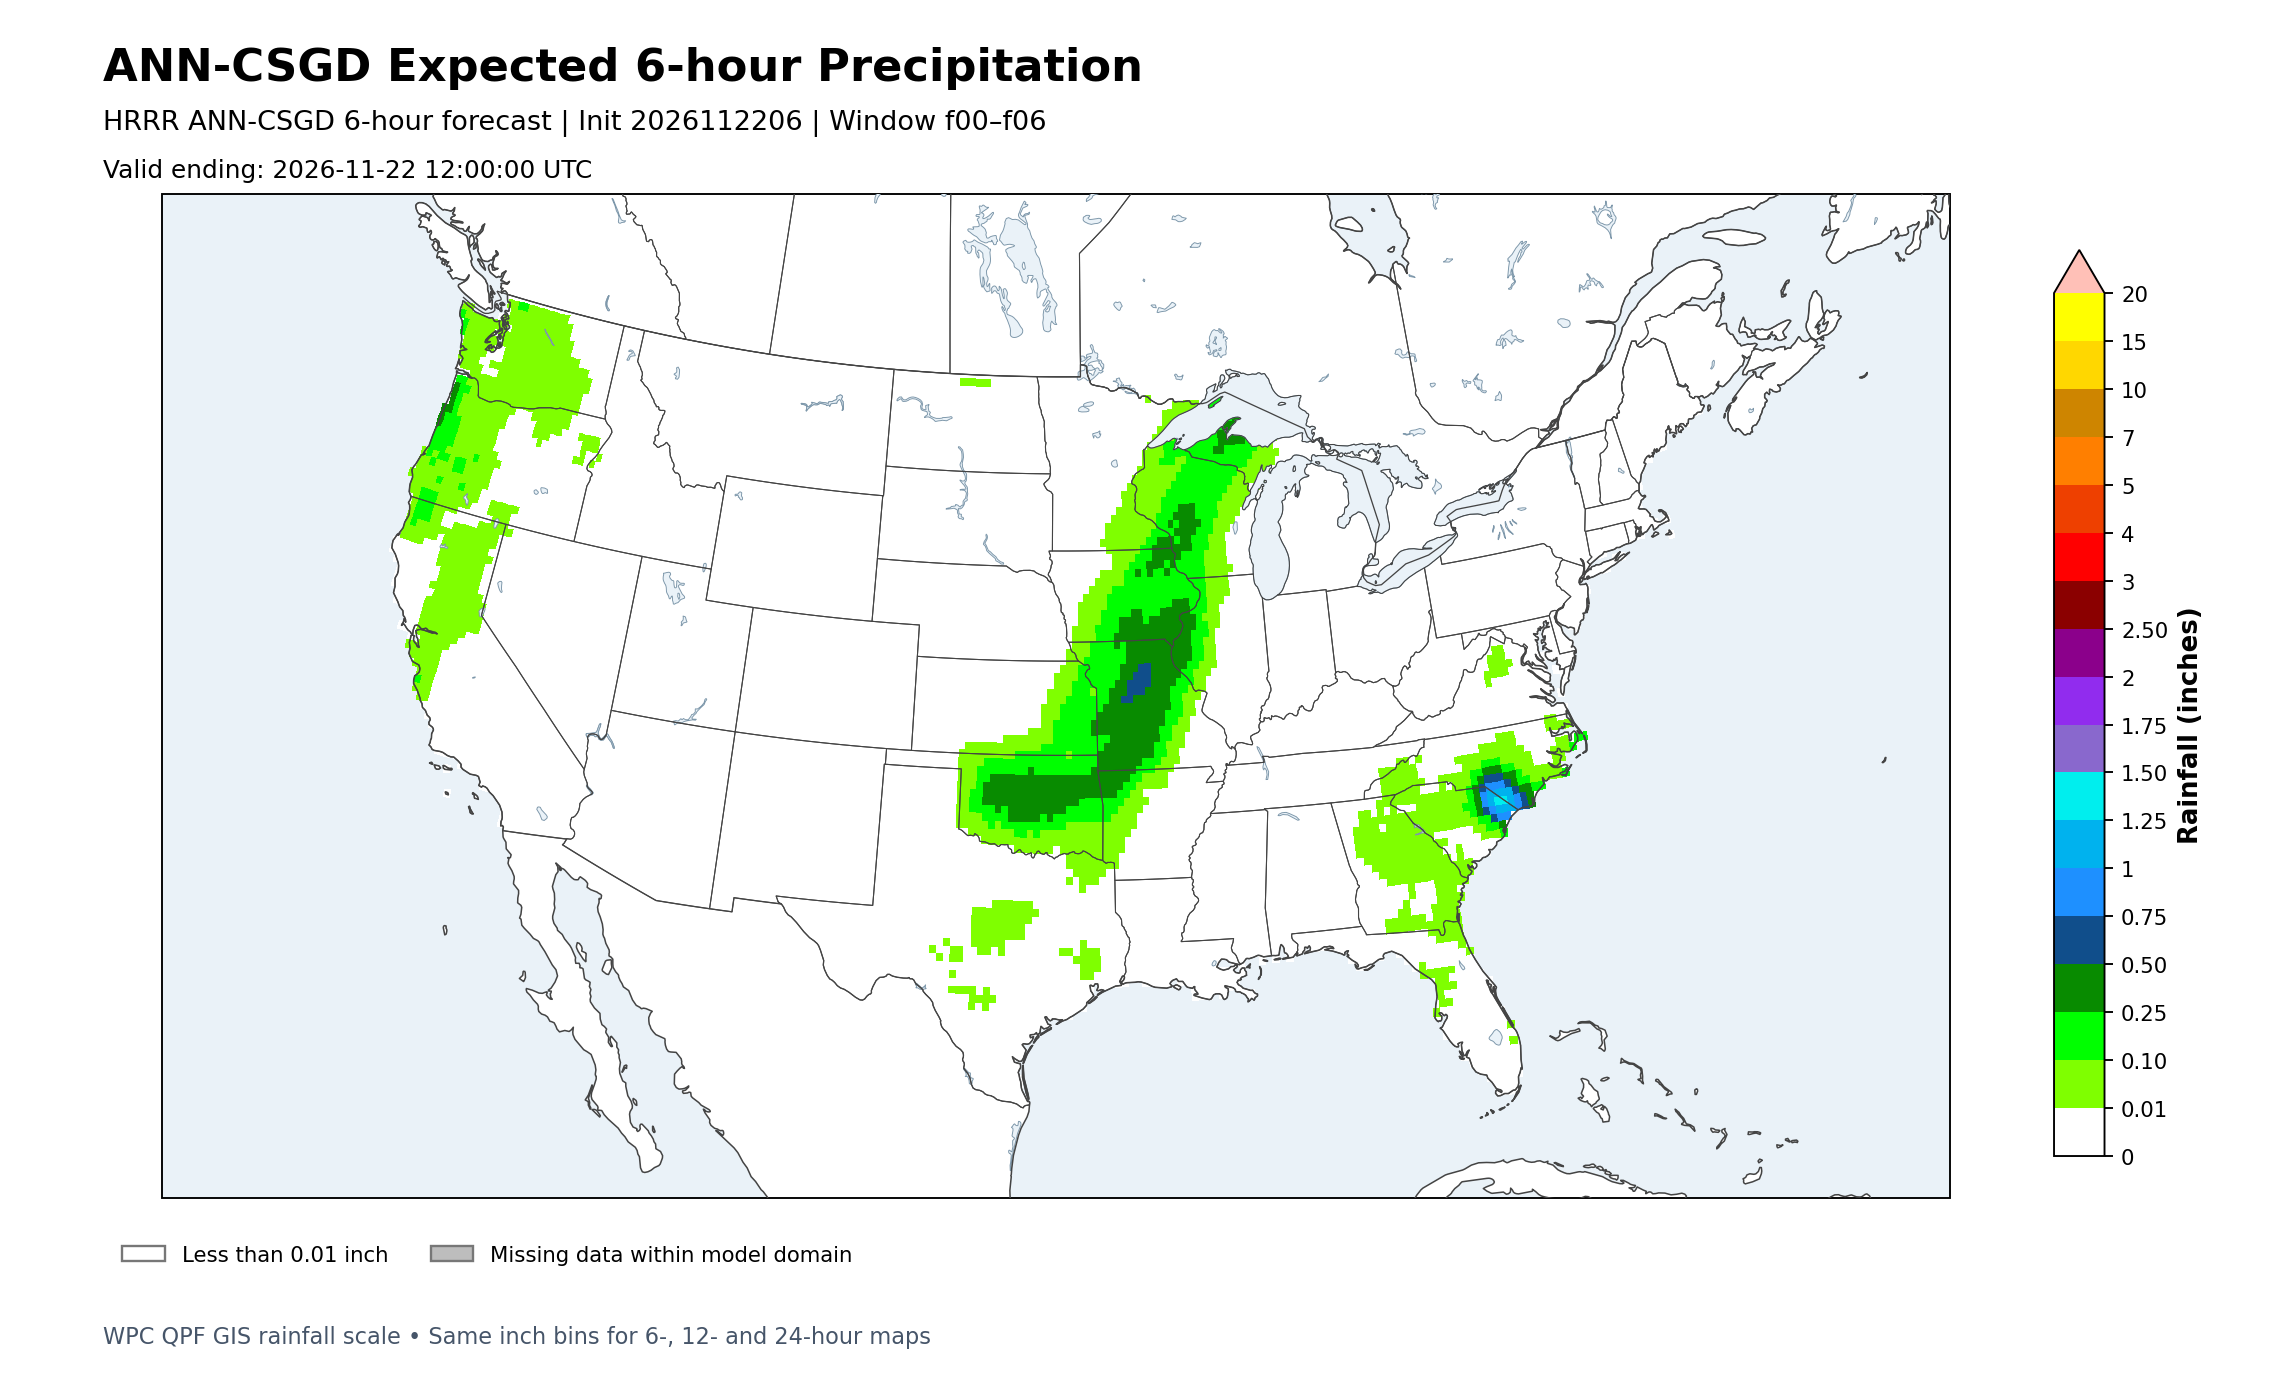 ANN-CSGD Expected 6-hour Precipitation
HRRR ANN-CSGD 6-hour forecast | Init 2026112206 | Window f00–f06
Valid ending: 2026-11-22 12:00:00 UTC
20
15
10
7
5
4
3
2.50
2
1.75
1.50
1.25
1
0.75
0.50
0.25
0.10
0.01
0
Rainfall (inches)
Less than 0.01 inch
Missing data within model domain
WPC QPF GIS rainfall scale • Same inch bins for 6-, 12- and 24-hour maps